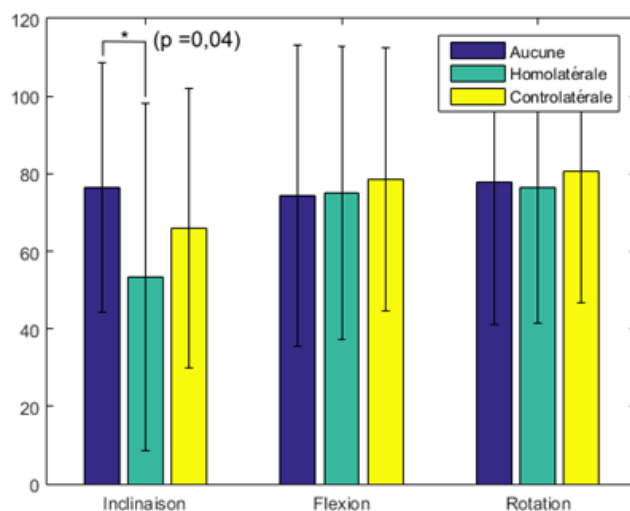 120
100
80
60
40
20
0
* (p =0,04)
Aucune
Homolatérale
Controlatérale
Inclinaison Flexion Rotation